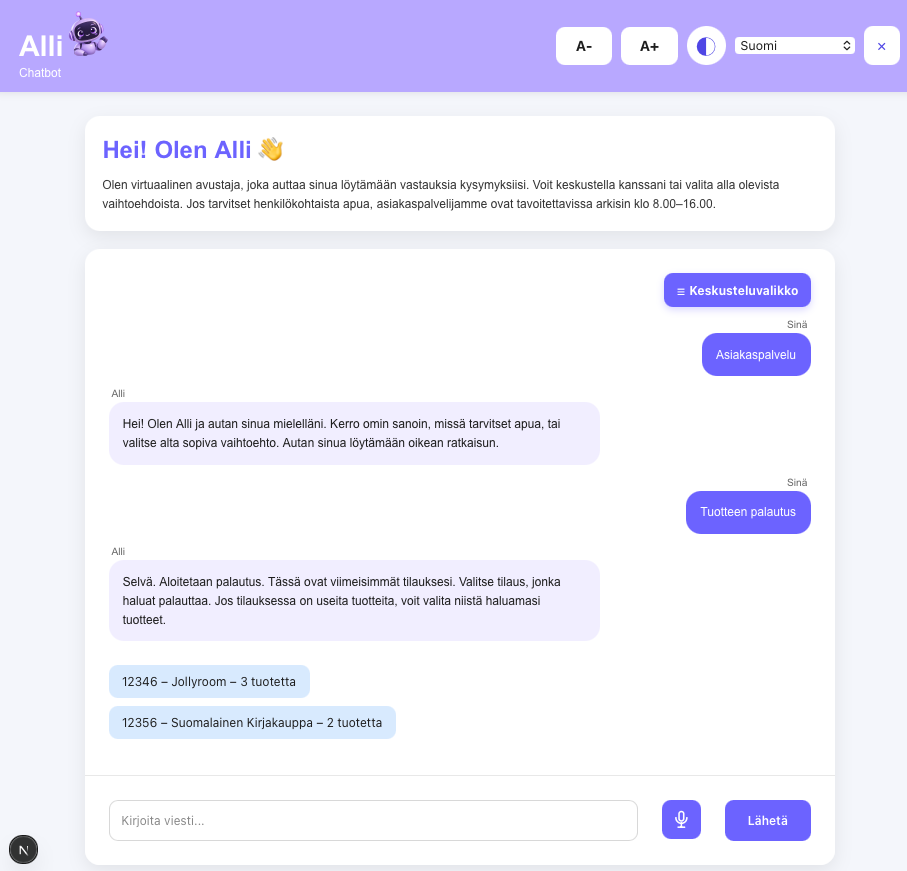 Alli
Chatbot
A-
A+
Suomi
×
Hei! Olen Alli 👋
Olen virtuaalinen avustaja, joka auttaa sinua löytämään vastauksia kysymyksiisi. Voit keskustella kanssani tai valita alla olevista
vaihtoehdoista. Jos tarvitset henkilökohtaista apua, asiakaspalvelijamme ovat tavoitettavissa arkisin klo 8.00–16.00.
≡ Keskusteluvalikko
Sinä
Asiakaspalvelu
Alli
Hei! Olen Alli ja autan sinua mielelläni. Kerro omin sanoin, missä tarvitset apua, tai
valitse alta sopiva vaihtoehto. Autan sinua löytämään oikean ratkaisun.
Sinä
Tuotteen palautus
Alli
Selvä. Aloitetaan palautus. Tässä ovat viimeisimmät tilauksesi. Valitse tilaus, jonka
haluat palauttaa. Jos tilauksessa on useita tuotteita, voit valita niistä haluamasi
tuotteet.
12346 – Jollyroom – 3 tuotetta
12356 – Suomalainen Kirjakauppa – 2 tuotetta
Kirjoita viesti...
Lähetä
N